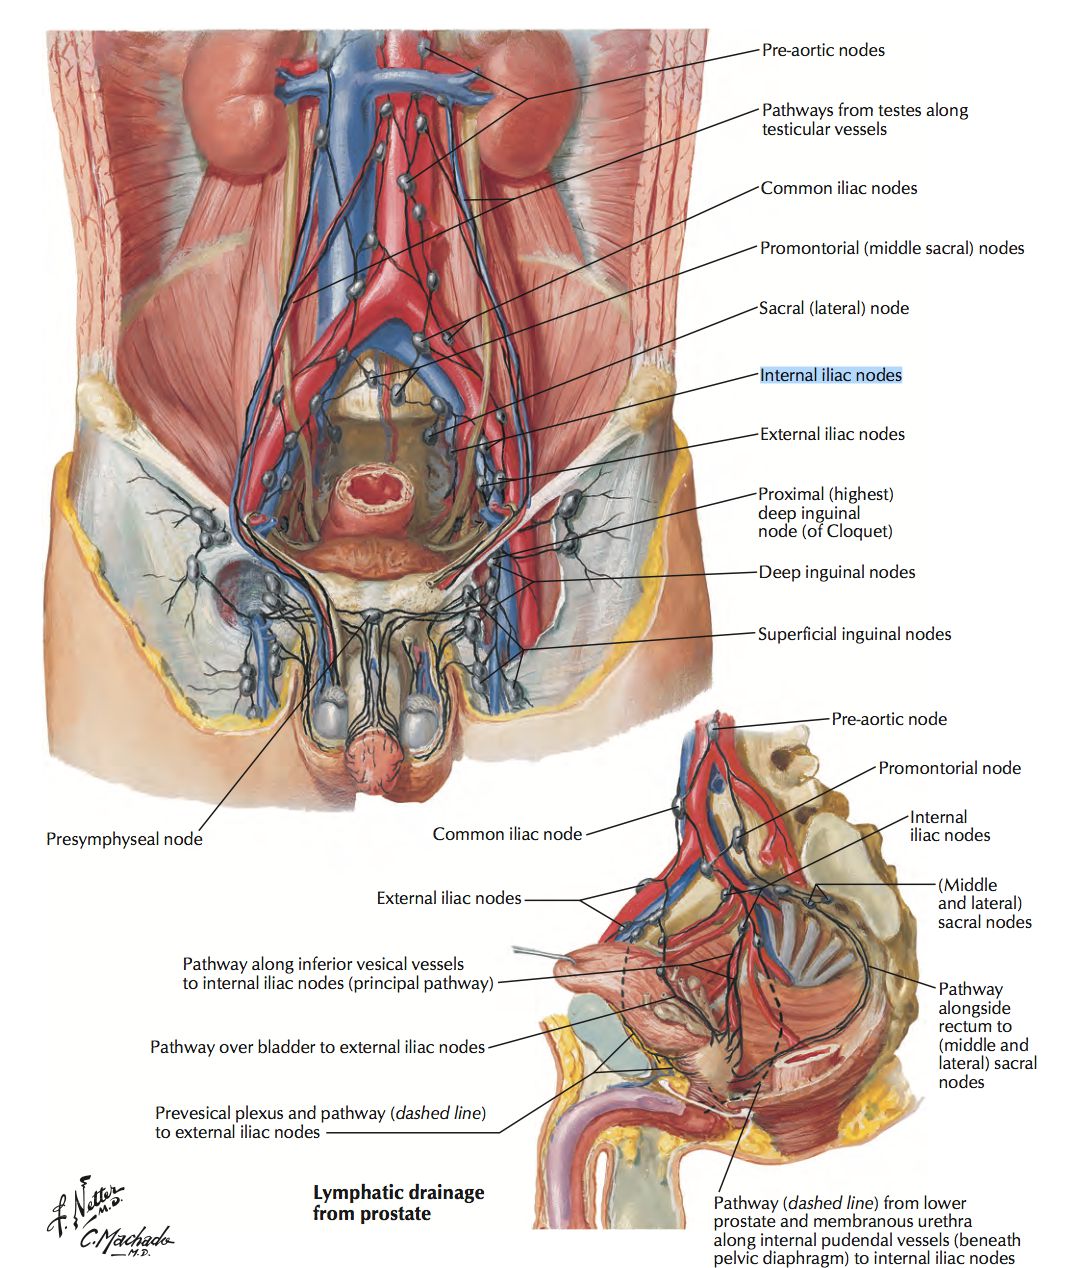 Pre-aortic nodes
Pathways from testes along
testicular vessels
Common iliac nodes
Promontorial (middle sacral) nodes
Sacral (lateral) node
Internal iliac nodes
External iliac nodes
Proximal (highest)
deep inguinal
node (of Cloquet)
Deep inguinal nodes
Superficial inguinal nodes
Presymphyseal node
Pre-aortic node
Promontorial node
Common iliac node
Internal
iliac nodes
External iliac nodes
(Middle
and lateral)
sacral nodes
Pathway along inferior vesical vessels
to internal iliac nodes (principal pathway)
Pathway
alongside
rectum to
(middle and
lateral) sacral
nodes
Pathway over bladder to external iliac nodes
Prevesical plexus and pathway (dashed line)
to external iliac nodes
Lymphatic drainage
from prostate
Pathway (dashed line) from lower
prostate and membranous urethra
along internal pudendal vessels (beneath
pelvic diaphragm) to internal iliac nodes
F. Netter
M.D.
C. Machado
M.D.